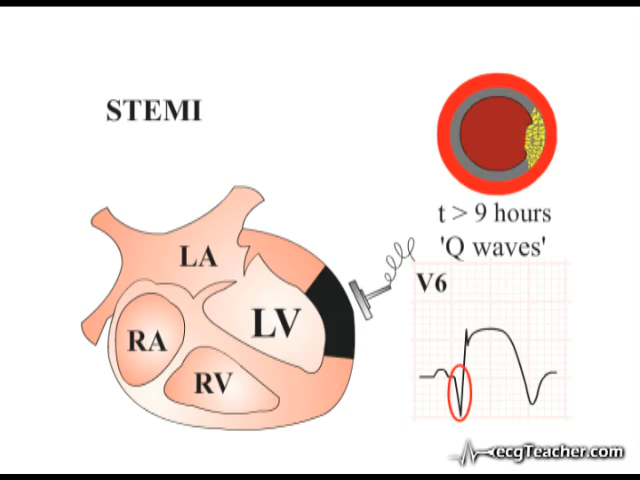 STEMI
t > 9 hours
'Q waves'
V6
LA
LV
RA
RV
ecgTeacher.com